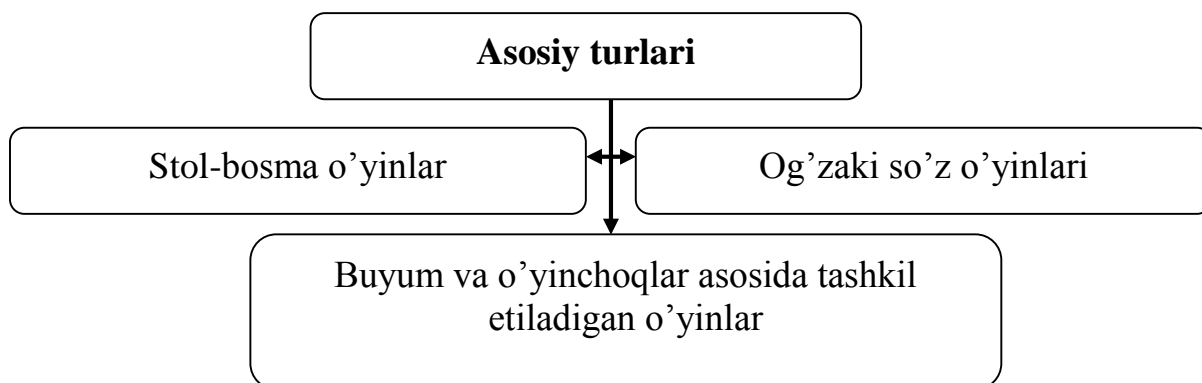 Asosiy turlari
Stol-bosma o’yinlar
Og’zaki so’z o’yinlari
Buyum va o’yinchoqlar asosida tashkil
etiladigan o’yinlar